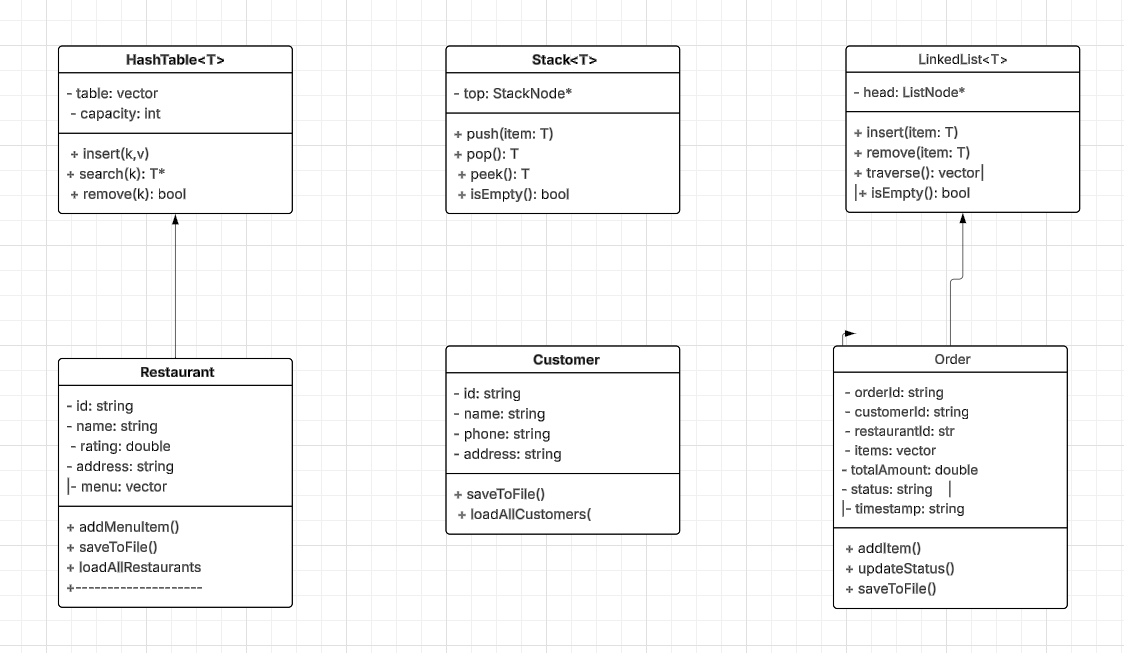 HashTable<T>
- table: vector
- capacity: int
+ insert(k,v)
+ search(k): T*
+ remove(k): bool
Stack<T>
- top: StackNode*
+ push(item: T)
+ pop(): T
+ peek(): T
+ isEmpty(): bool
LinkedList<T>
- head: ListNode*
+ insert(item: T)
+ remove(item: T)
+ traverse(): vector|
|+ isEmpty(): bool
Restaurant
- id: string
- name: string
- rating: double
- address: string
|- menu: vector
+ addMenuItem()
+ saveToFile()
+ loadAllRestaurants
+--------------------
Customer
- id: string
- name: string
- phone: string
- address: string
+ saveToFile()
+ loadAllCustomers(
Order
- orderId: string
- customerId: string
- restaurantId: str
- items: vector
- totalAmount: double
- status: string |
|- timestamp: string
+ addItem()
+ updateStatus()
+ saveToFile()